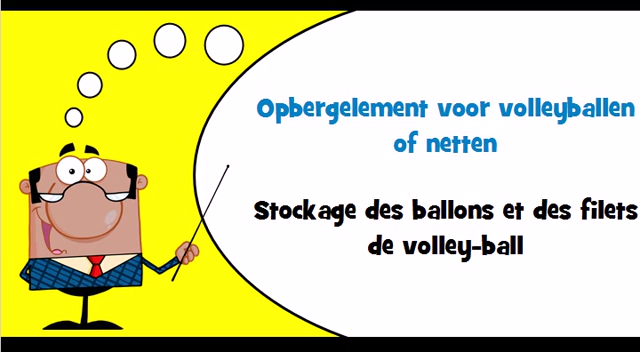 Opbergelement voor volleyballen
of netten
Stockage des ballons et des filets
de volley-ball